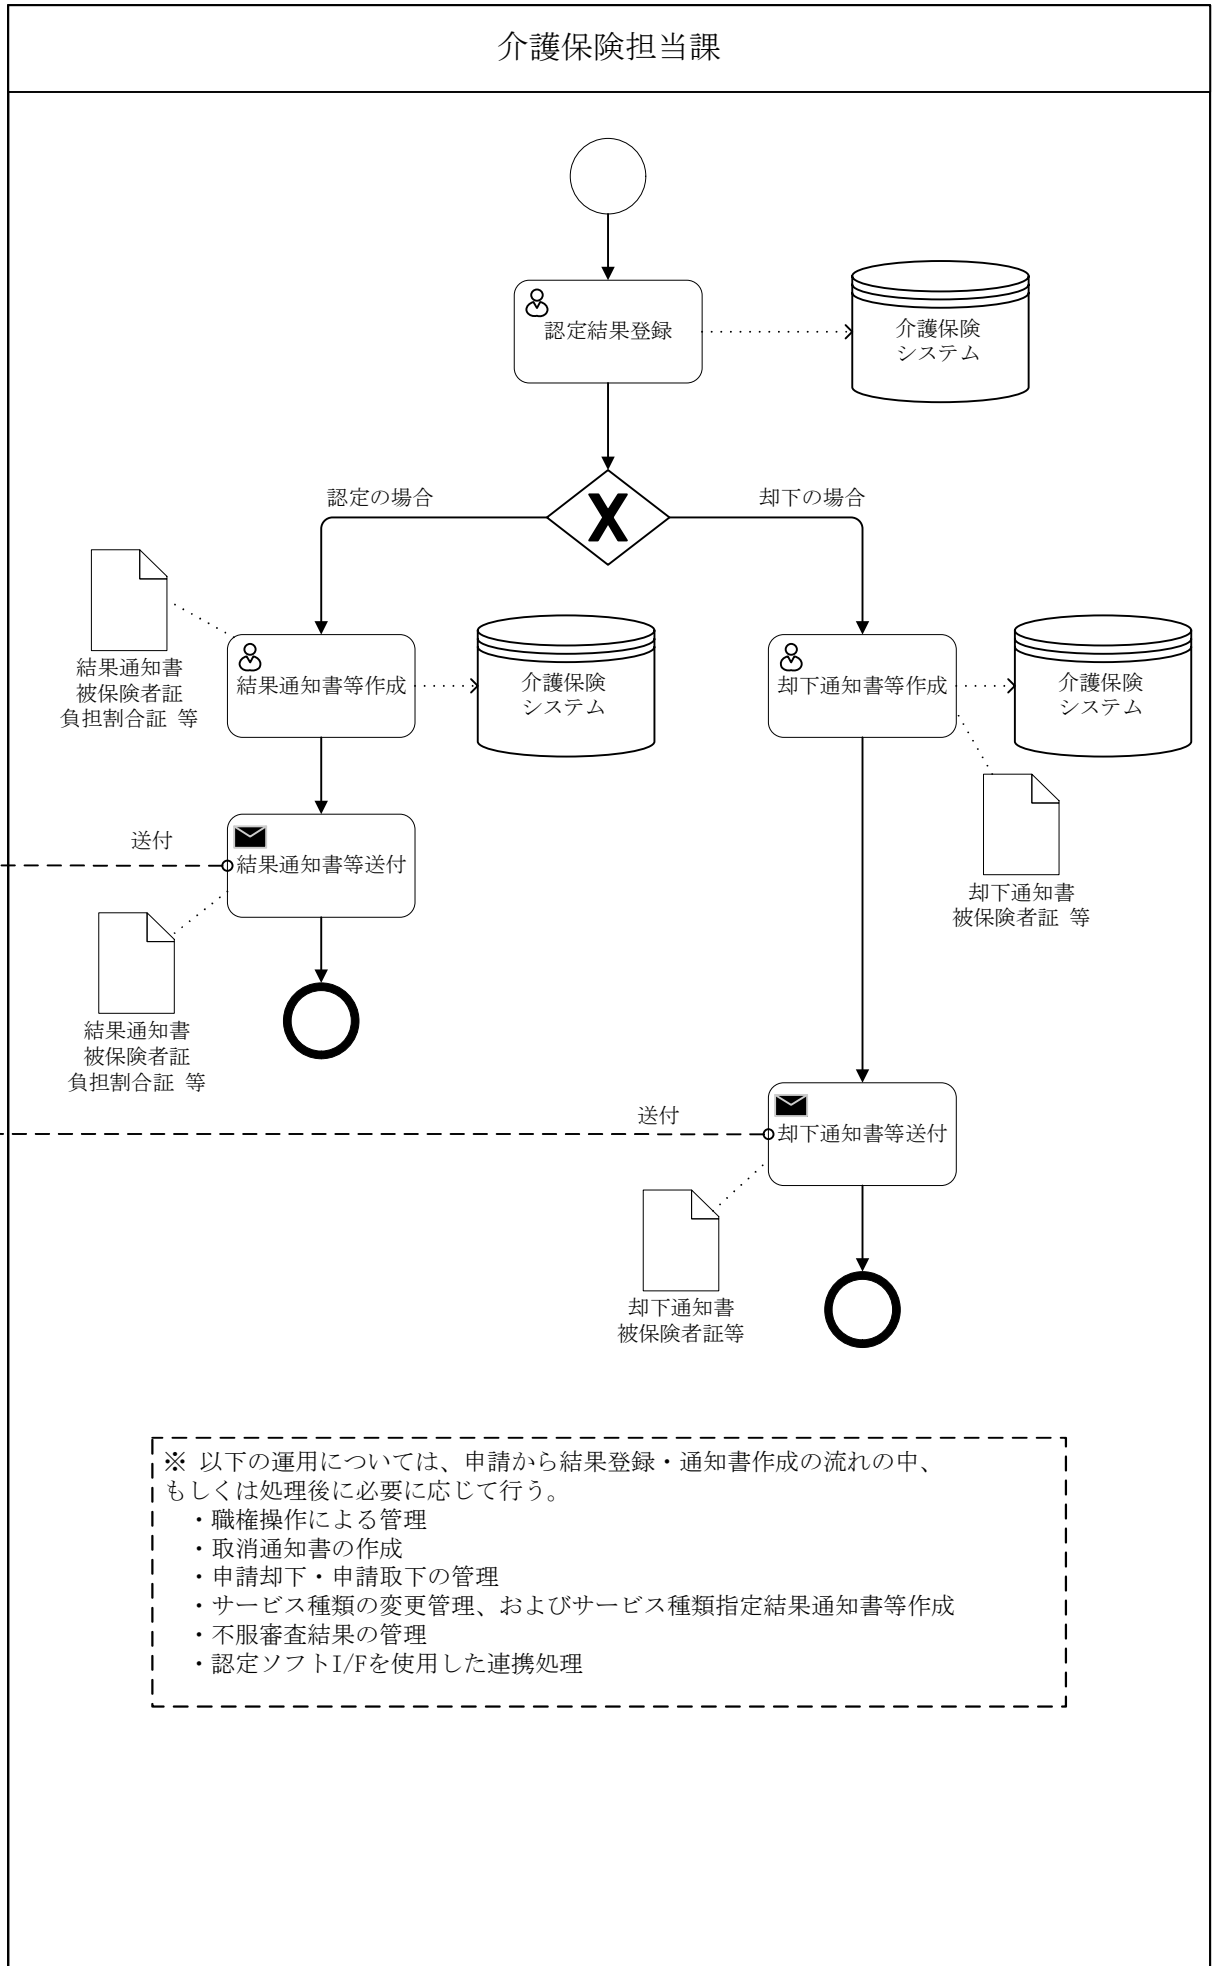 介護保険担当課
認定結果登録
介護保険
システム
認定の場合
却下の場合
結果通知書
被保険者証
負担割合証 等
結果通知書等作成
介護保険
システム
却下通知書等作成
介護保険
システム
送付
結果通知書等送付
却下通知書
被保険者証 等
結果通知書
被保険者証
負担割合証 等
送付
却下通知書等送付
却下通知書
被保険者証等
※ 以下の運用については、申請から結果登録・通知書作成の流れの中、
もしくは処理後に必要に応じて行う。
・職権操作による管理
・取消通知書の作成
・申請却下・申請取下の管理
・サービス種類の変更管理、およびサービス種類指定結果通知書等作成
・不服審査結果の管理
・認定ソフトI/Fを使用した連携処理